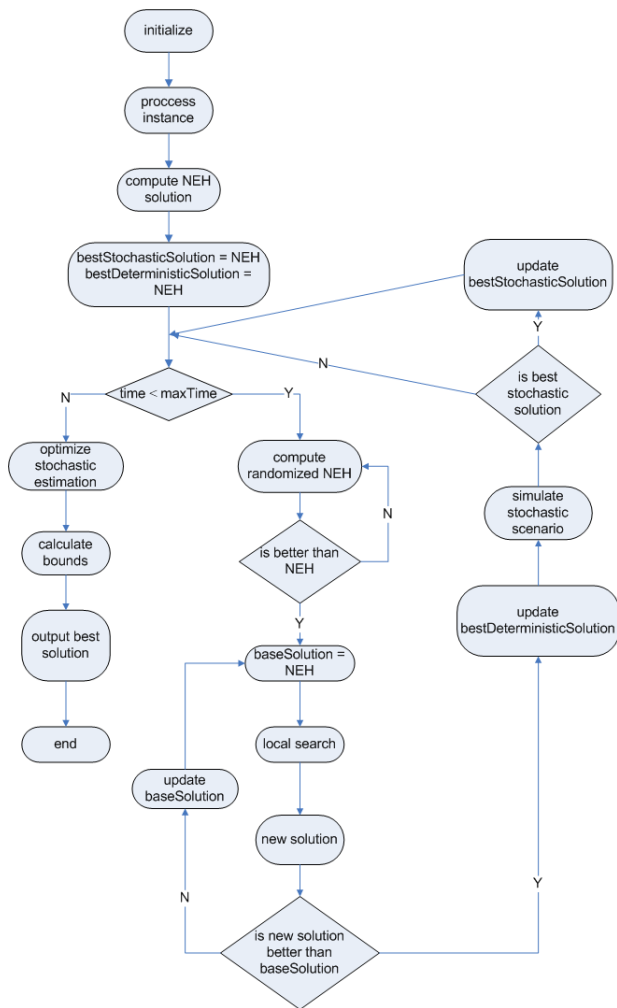 initialize
proccess
instance
compute NEH
solution
bestStochasticSolution = NEH
bestDeterministicSolution =
NEH
update
bestStochasticSolution
Y
N
is best
stochastic
solution
time < maxTime
N
Y
optimize
stochastic
estimation
compute
randomized NEH
simulate
stochastic
scenario
N
calculate
bounds
is better than
NEH
update
bestDeterministicSolution
Y
output best
solution
baseSolution =
NEH
end
local search
update
baseSolution
new solution
N
Y
is new solution
better than
baseSolution